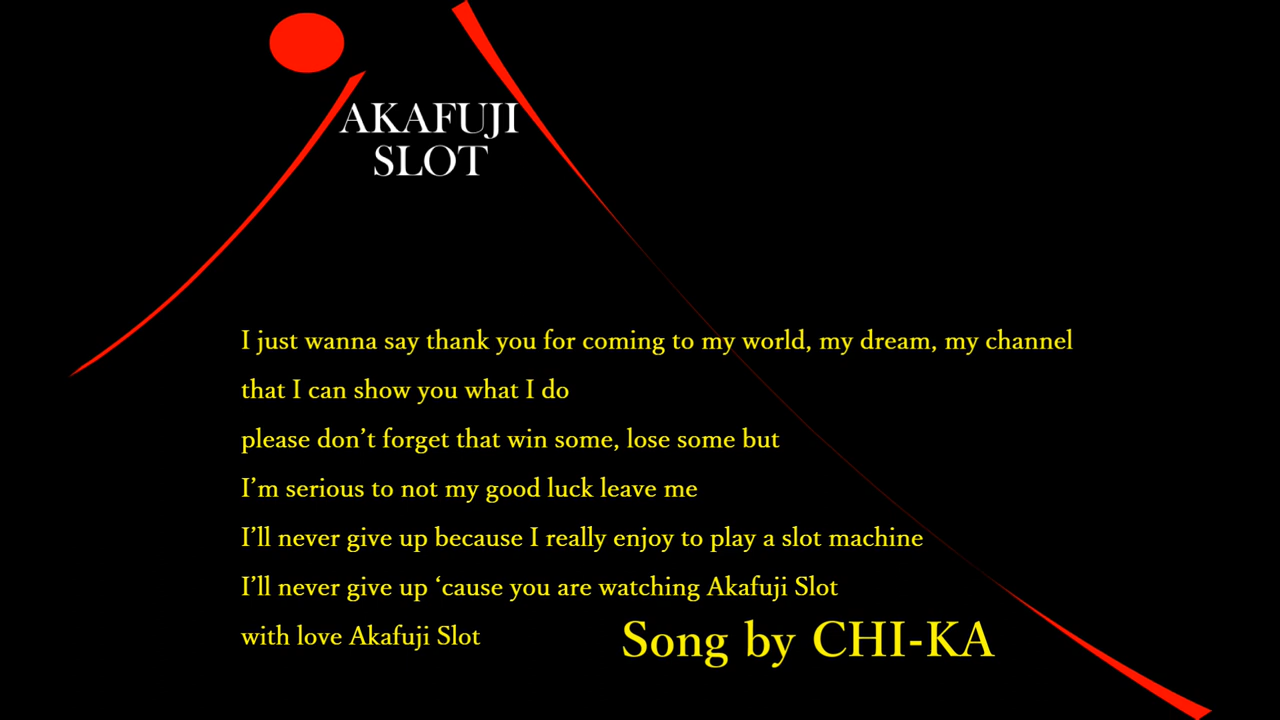 AKAFUJI
SLOT
I just wanna say thank you for coming to my world, my dream, my channel
that I can show you what I do
please don’t forget that win some, lose some but
I’m serious to not my good luck leave me
I’ll never give up because I really enjoy to play a slot machine
I’ll never give up ‘cause you are watching Akafuji Slot
with love Akafuji Slot
Song by CHI-KA